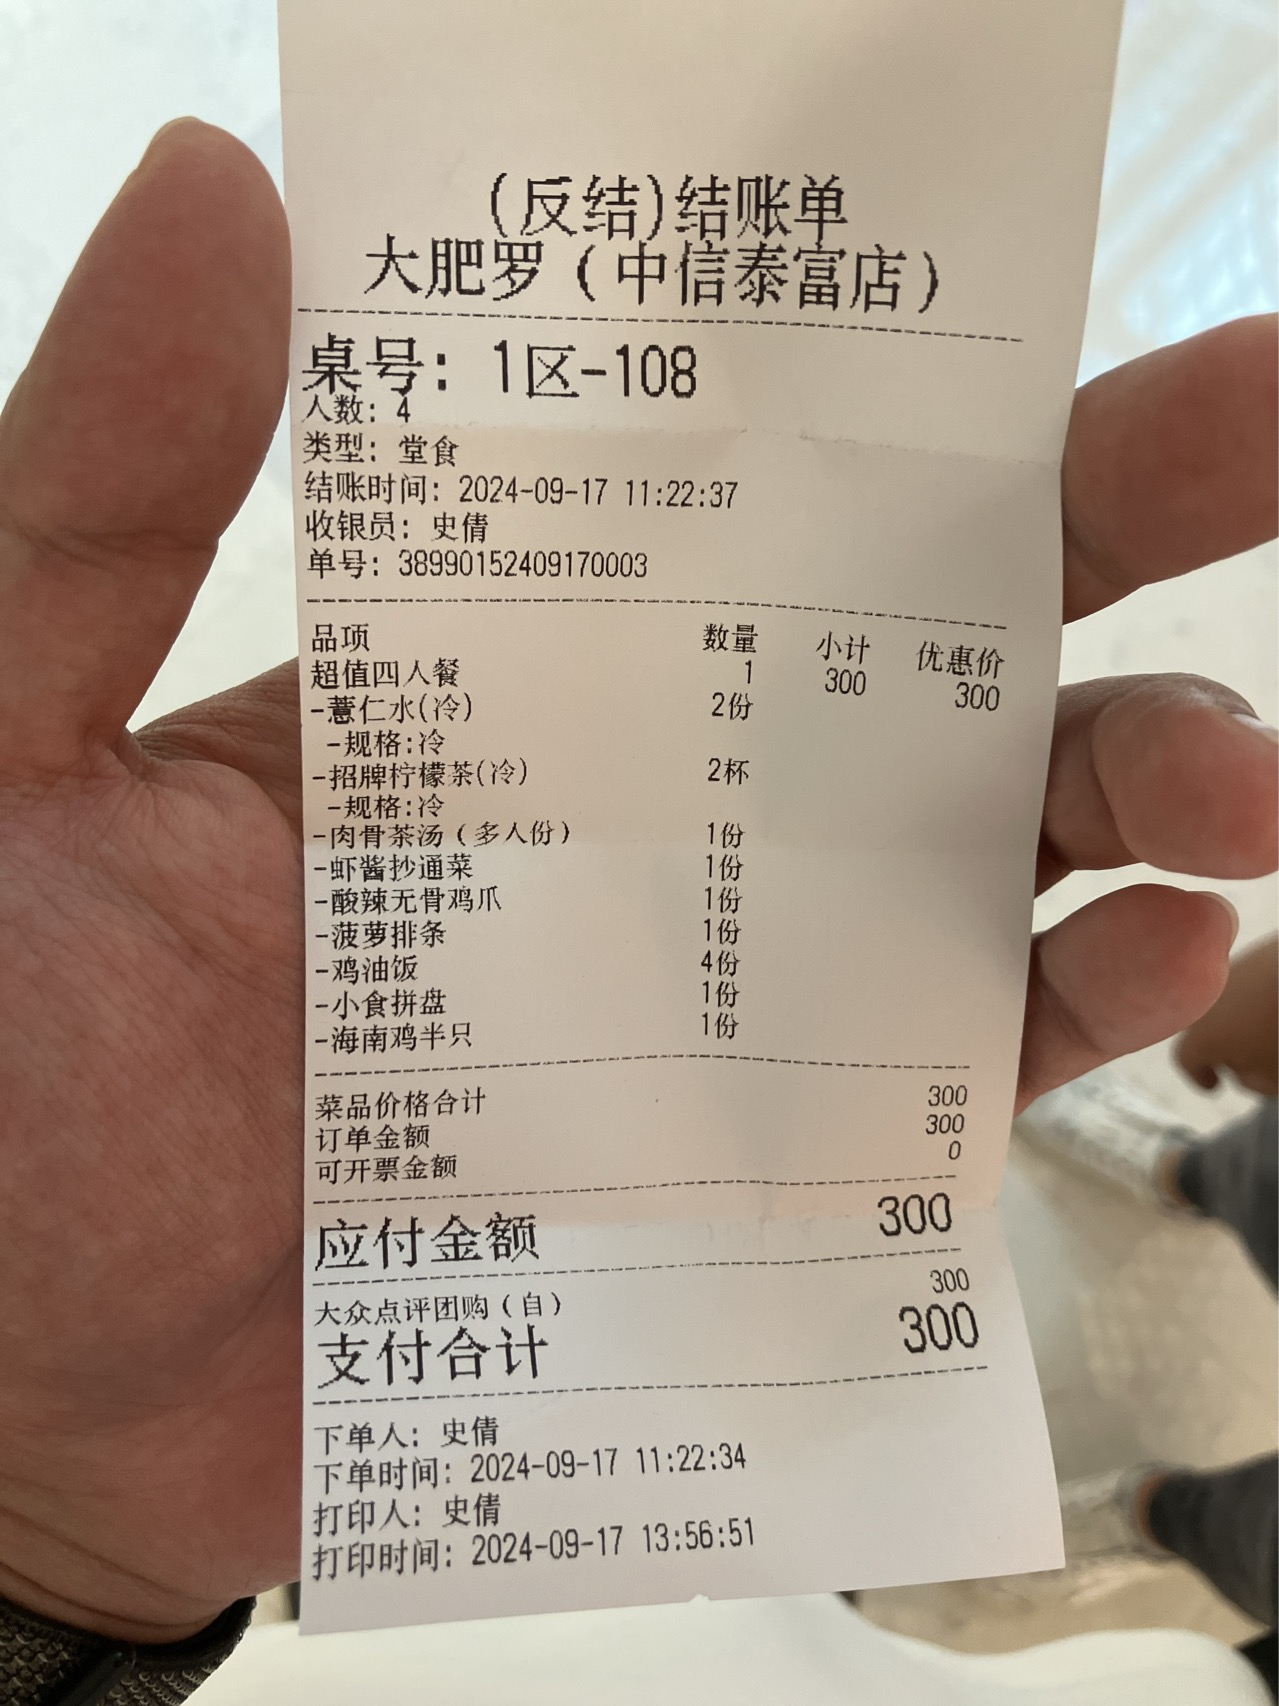 (反结)结账单
大肥罗（中信泰富店）
桌号: 1区-108
人数: 4
类型: 堂食
结账时间: 2024-09-17 11:22:37
收银员: 史倩
单号: 38990152409170003
品项 数量 小计 优惠价
超值四人餐 1 300 300
-薏仁水(冷) 2份
-规格:冷
-招牌柠檬茶(冷) 2杯
-规格:冷
-肉骨茶汤（多人份） 1份
-虾酱抄通菜 1份
-酸辣无骨鸡爪 1份
-菠萝排条 1份
-鸡油饭 4份
-小食拼盘 1份
-海南鸡半只 1份
菜品价格合计 300
订单金额 300
可开票金额 0
应付金额 300
大众点评团购（自） 300
支付合计 300
下单人: 史倩
下单时间: 2024-09-17 11:22:34
打印人: 史倩
打印时间: 2024-09-17 13:56:51